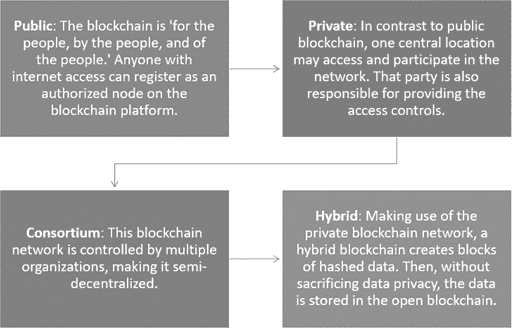 Public: The blockchain is 'for the
people, by the people, and of
the people.' Anyone with
internet access can register as an
authorized node on the
blockchain platform.
Private: In contrast to public
blockchain, one central location
may access and participate in the
network. That party is also
responsible for providing the
access controls.
Consortium: This blockchain
network is controlled by multiple
organizations, making it semi-
decentralized.
Hybrid: Making use of the
private blockchain network, a
hybrid blockchain creates blocks
of hashed data. Then, without
sacrificing data privacy, the data
is stored in the open blockchain.